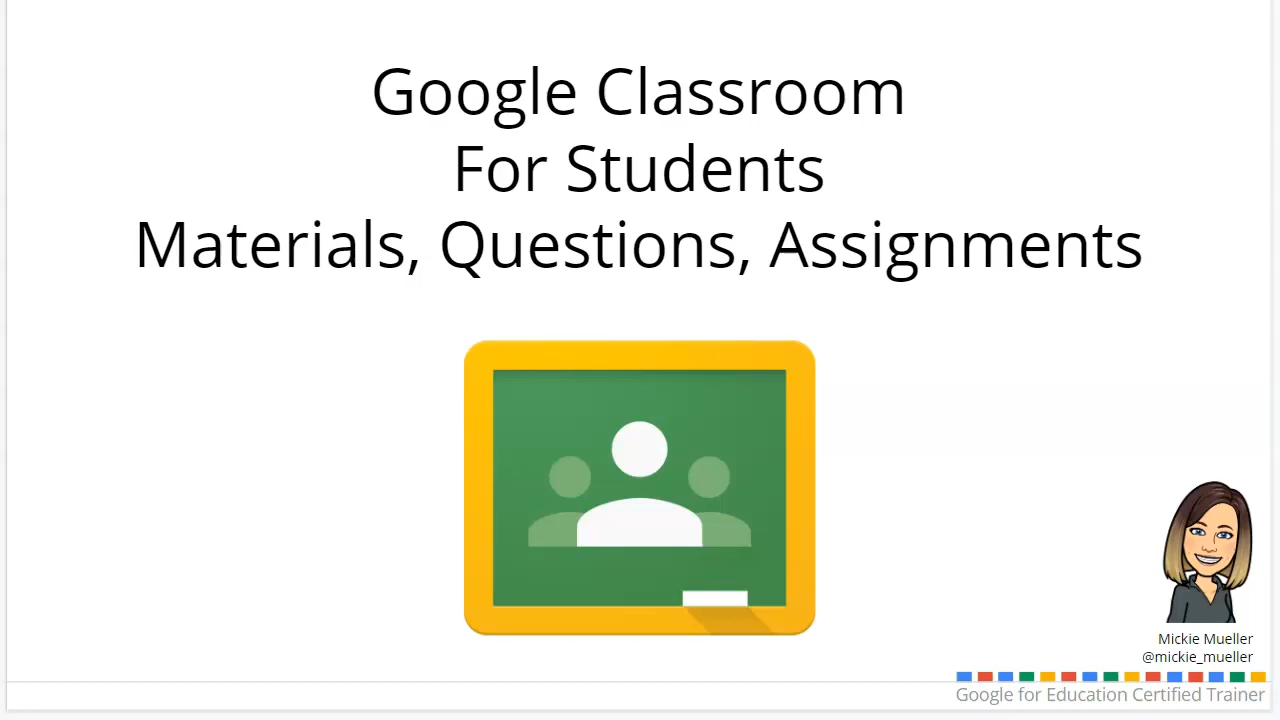 Google Classroom
For Students
Materials, Questions, Assignments
Mickie Mueller
@mickie_mueller
Google for Education Certified Trainer